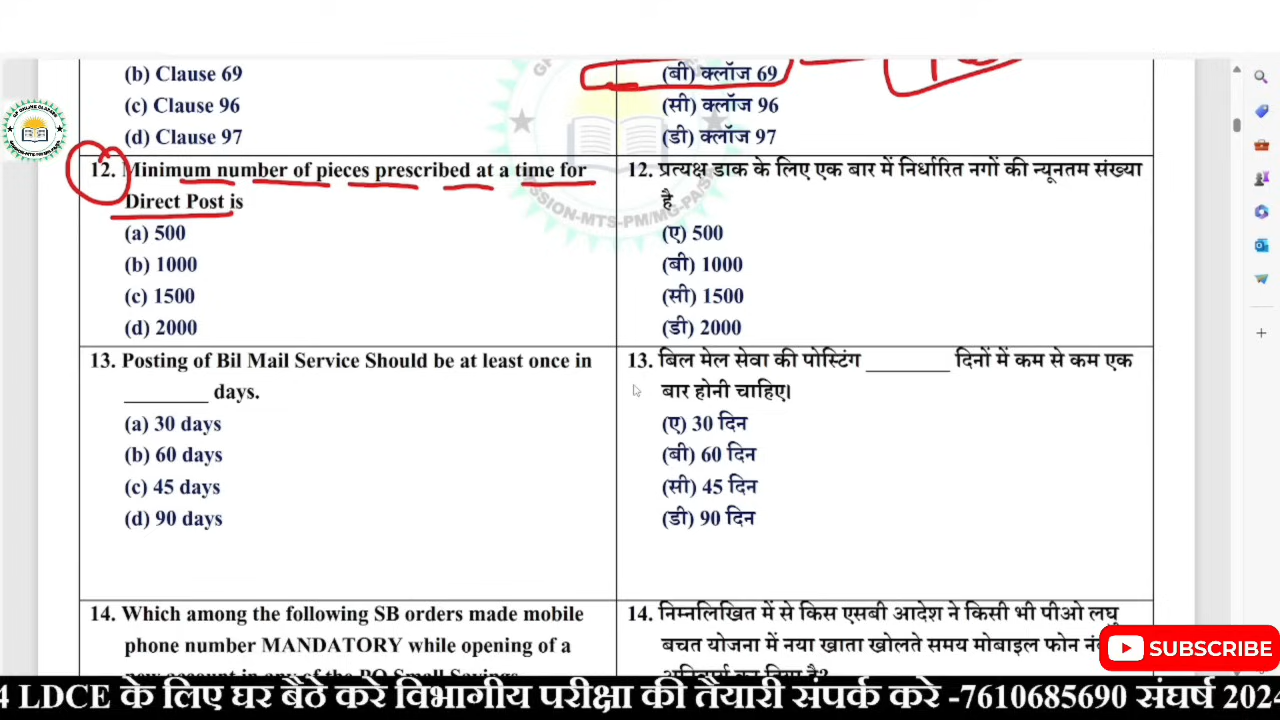 (b) Clause 69
(c) Clause 96
(d) Clause 97
(बी) क्लॉज 69
(सी) क्लॉज 96
(डी) क्लॉज 97
12. Minimum number of pieces prescribed at a time for
Direct Post is
(a) 500
(b) 1000
(c) 1500
(d) 2000
12. प्रत्यक्ष डाक के लिए एक बार में निर्धारित नगों की न्यूनतम संख्या
है
(ए) 500
(बी) 1000
(सी) 1500
(डी) 2000
13. Posting of Bil Mail Service Should be at least once in
________ days.
(a) 30 days
(b) 60 days
(c) 45 days
(d) 90 days
13. बिल मेल सेवा की पोस्टिंग ________ दिनों में कम से कम एक
बार होनी चाहिए।
(ए) 30 दिन
(बी) 60 दिन
(सी) 45 दिन
(डी) 90 दिन
14. Which among the following SB orders made mobile
phone number MANDATORY while opening of a
14. निम्नलिखित में से किस एसबी आदेश ने किसी भी पीओ लघु
बचत योजना में नया खाता खोलते समय मोबाइल फोन
SUBSCRIBE
4 LDCE के लिए घर बैठे करे विभागीय परीक्षा की तैयारी संपर्क करे -7610685690 संघर्ष 2024